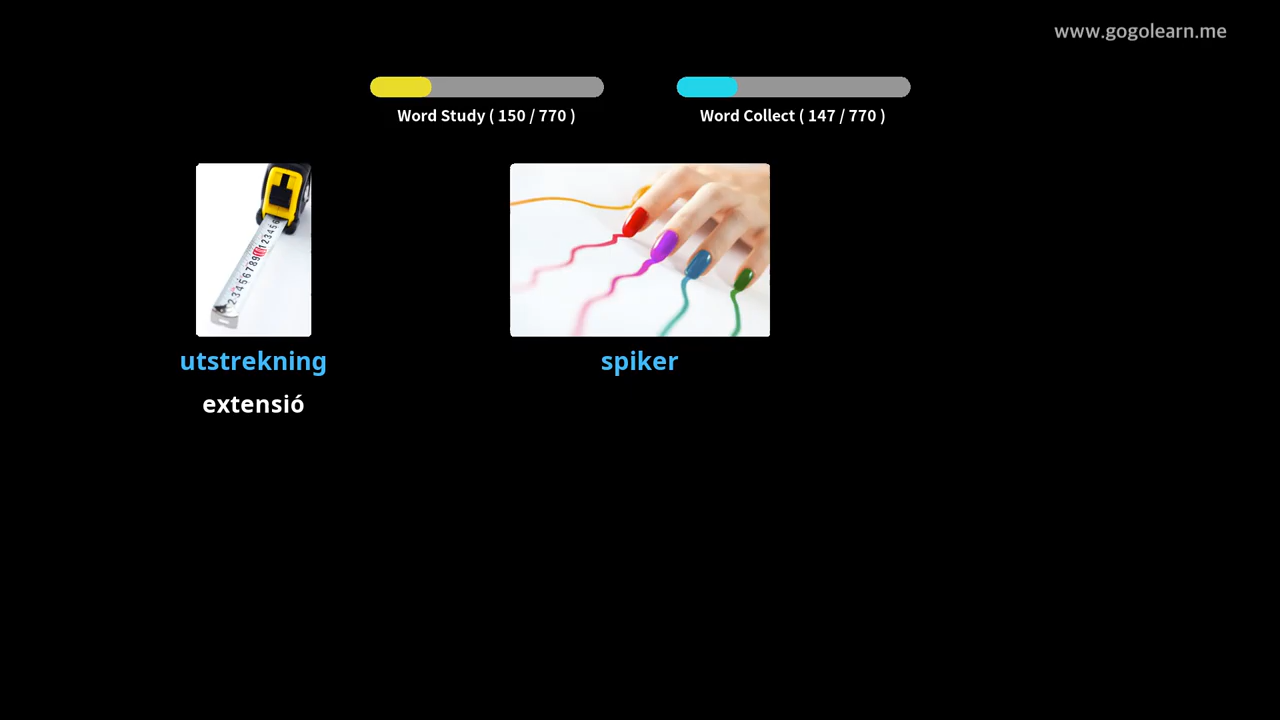 www.gogolearn.me
Word Study ( 150 / 770 )
Word Collect ( 147 / 770 )
utstrekning
spiker
extensió